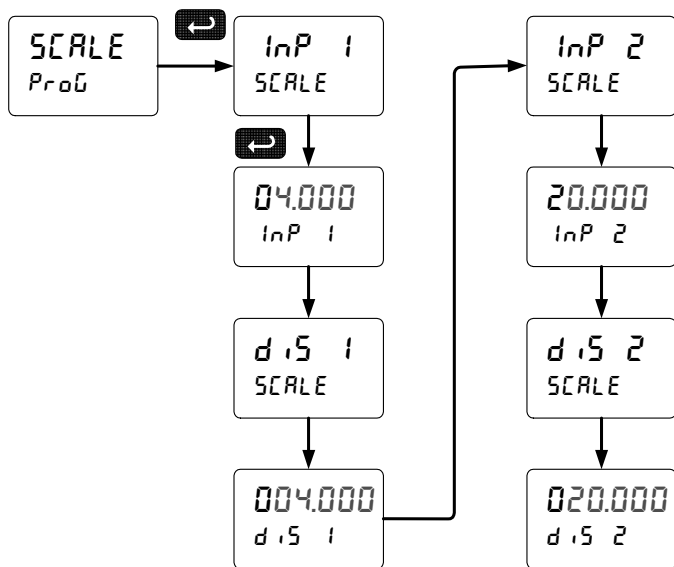 SCALE
ProG
InP 1
SCALE
04.000
InP 1
diS 1
SCALE
004.000
diS 1
InP 2
SCALE
20.000
InP 2
diS 2
SCALE
020.000
diS 2